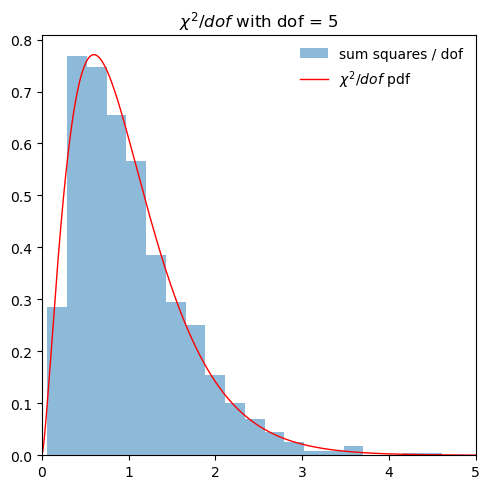 χ²/dof with dof = 5
sum squares / dof
χ²/dof pdf
0.8
0.7
0.6
0.5
0.4
0.3
0.2
0.1
0.0
0 1 2 3 4 5